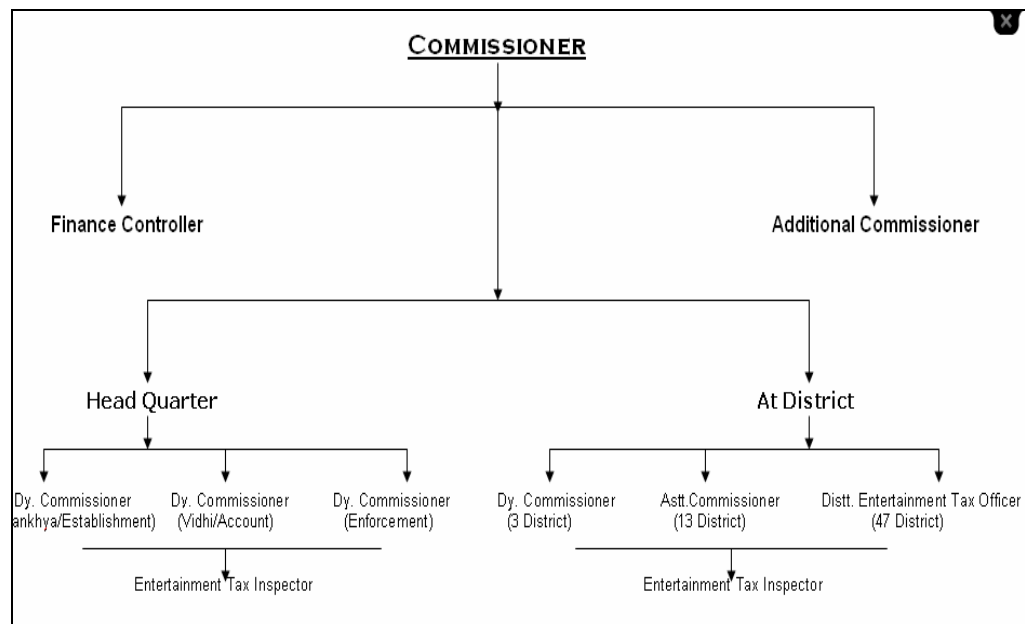 COMMISSIONER
Finance Controller
Additional Commissioner
Head Quarter
At District
Dy. Commissioner
ankhya/Establishment)
Dy. Commissioner
(Vidhi/Account)
Dy. Commissioner
(Enforcement)
Dy. Commissioner
(3 District)
Astt.Commissioner
(13 District)
Distt. Entertainment Tax Officer
(47 District)
Entertainment Tax Inspector
Entertainment Tax Inspector